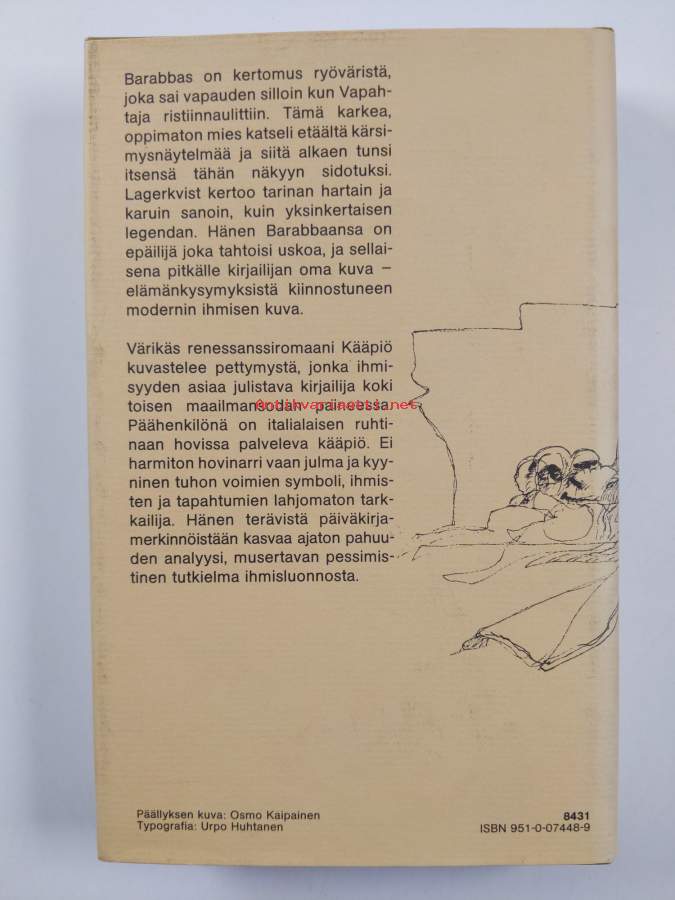 Barabbas on kertomus ryöväristä,
joka sai vapauden silloin kun Vapah-
taja ristiinnaulittiin. Tämä karkea,
oppimaton mies katseli etäältä kärsi-
mysnäytelmää ja siitä alkaen tunsi
itsensä tähän näkyyn sidotuksi.
Lagerkvist kertoo tarinan hartain ja
karuin sanoin, kuin yksinkertaisen
legendan. Hänen Barabbaansa on
epäilijä joka tahtoisi uskoa, ja sellai-
sena pitkälle kirjailijan oma kuva –
elämänkysymyksistä kiinnostuneen
modernin ihmisen kuva.
Värikäs renessanssiromaani Kääpiö
kuvastelee pettymystä, jonka ihmi-
syyden asiaa julistava kirjailija koki
toisen maailmansodan paineessa.
Antikvariaatti.net
Päähenkilönä on italialaisen ruhti-
naan hovissa palveleva kääpiö. Ei
harmiton hovinarri vaan julma ja kyy-
ninen tuhon voimien symboli, ihmis-
ten ja tapahtumien lahjomaton tark-
kailija. Hänen terävistä päiväkirja-
merkinnöistään kasvaa ajaton pahuu-
den analyysi, musertavan pessimis-
tinen tutkielma ihmisluonnosta.
Päällyksen kuva: Osmo Kaipainen
Typografia: Urpo Huhtanen
8431
ISBN 951-0-07448-9